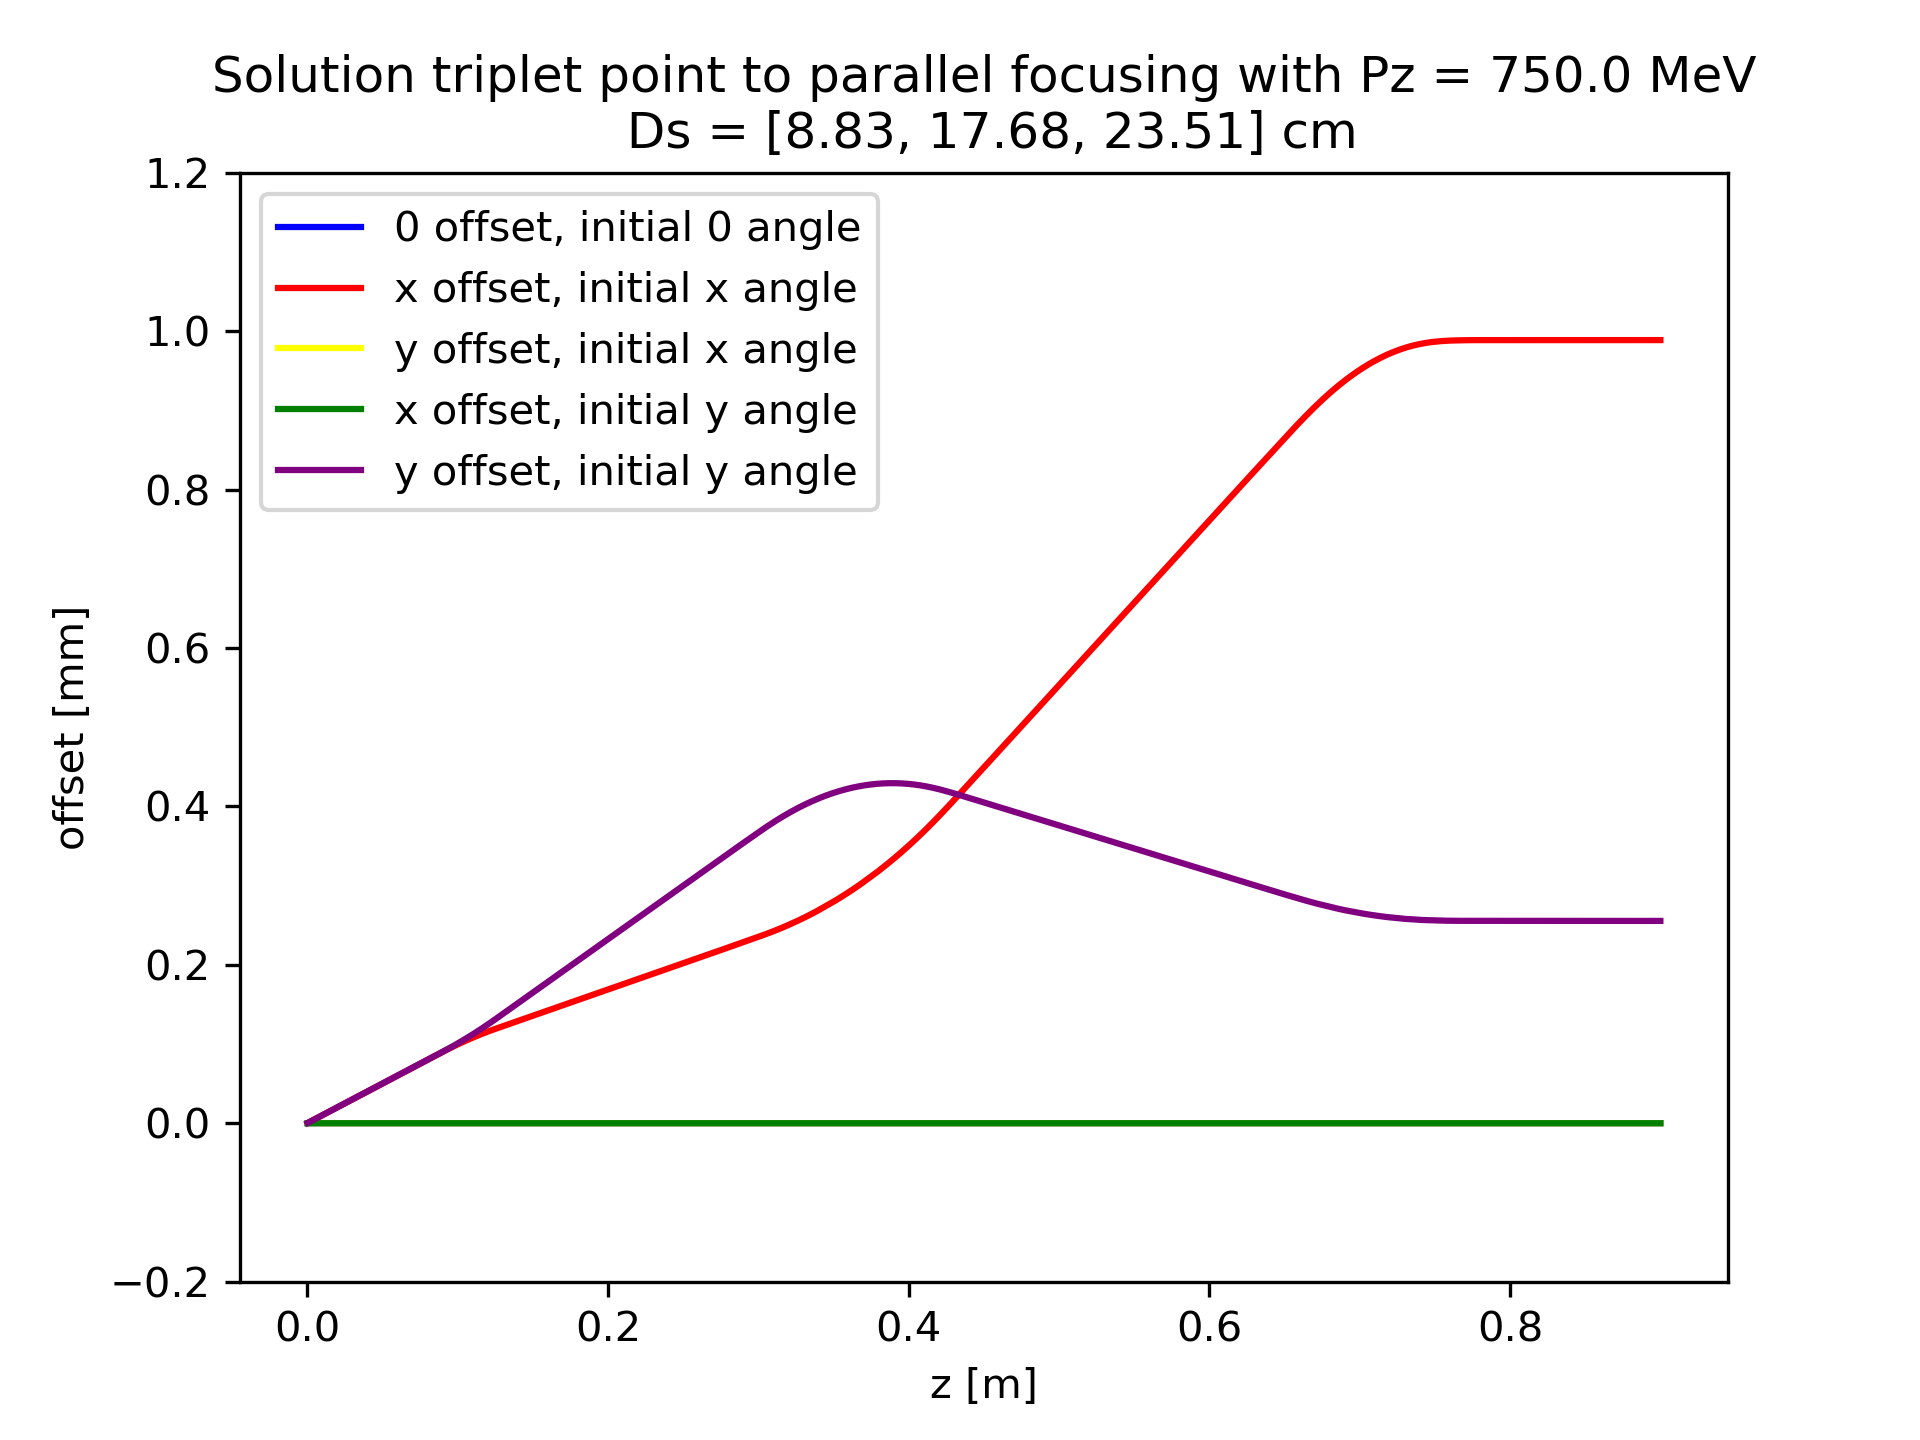 Solution triplet point to parallel focusing with Pz = 750.0 MeV
Ds = [8.83, 17.68, 23.51] cm
1.2
1.0
0.8
0.6
0.4
0.2
0.0
−0.2
0 offset, initial 0 angle
x offset, initial x angle
y offset, initial x angle
x offset, initial y angle
y offset, initial y angle
offset [mm]
0.0 0.2 0.4 0.6 0.8
z [m]